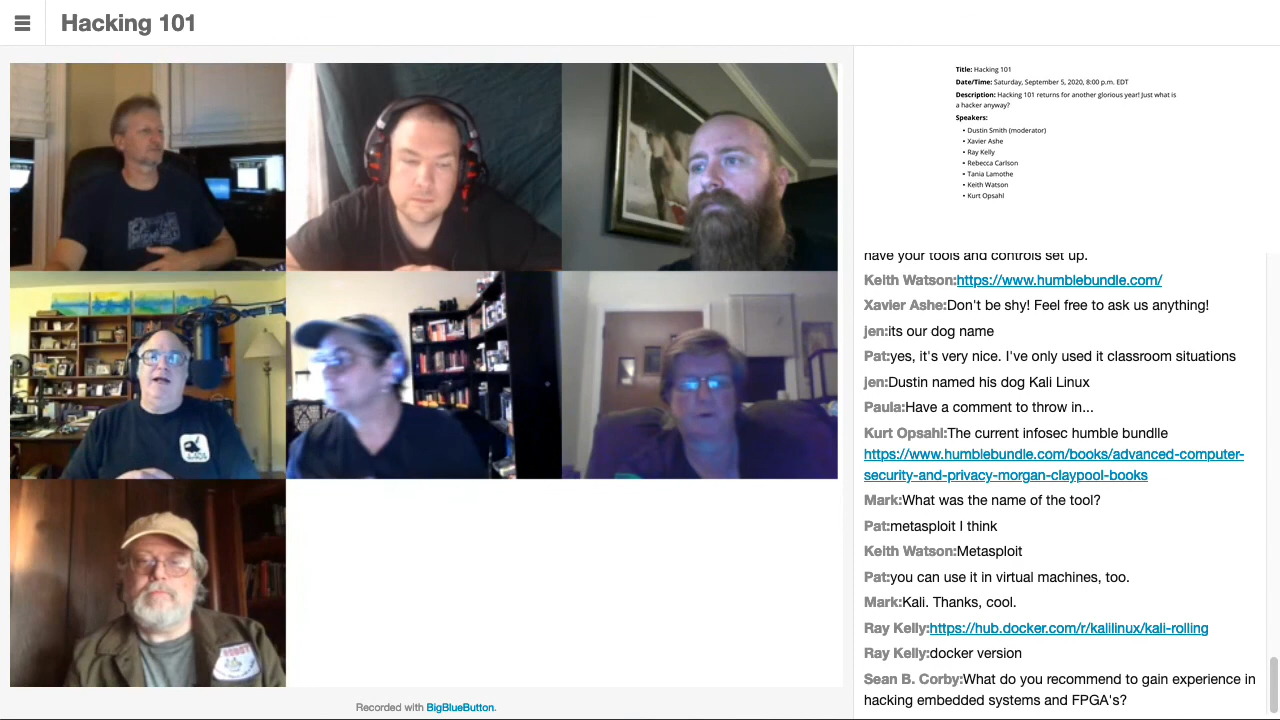 Hacking 101
Title: Hacking 101
Date/Time: Saturday, September 5, 2020, 8:00 p.m. EDT
Description: Hacking 101 returns for another glorious year! Just what is
a hacker anyway?
Speakers:
• Dustin Smith (moderator)
• Xavier Ashe
• Ray Kelly
• Rebecca Carlson
• Tania Lamothe
• Keith Watson
• Kurt Opsahl
have your tools and controls set up.
Keith Watson:https://www.humblebundle.com/
Xavier Ashe:Don't be shy! Feel free to ask us anything!
jen:its our dog name
Pat:yes, it's very nice. I've only used it classroom situations
jen:Dustin named his dog Kali Linux
Paula:Have a comment to throw in...
Kurt Opsahl:The current infosec humble bundlle
https://www.humblebundle.com/books/advanced-computer-
security-and-privacy-morgan-claypool-books
Mark:What was the name of the tool?
Pat:metasploit I think
Keith Watson:Metasploit
Pat:you can use it in virtual machines, too.
Mark:Kali. Thanks, cool.
Ray Kelly:https://hub.docker.com/r/kalilinux/kali-rolling
Ray Kelly:docker version
Sean B. Corby:What do you recommend to gain experience in
hacking embedded systems and FPGA's?
Recorded with BigBlueButton.